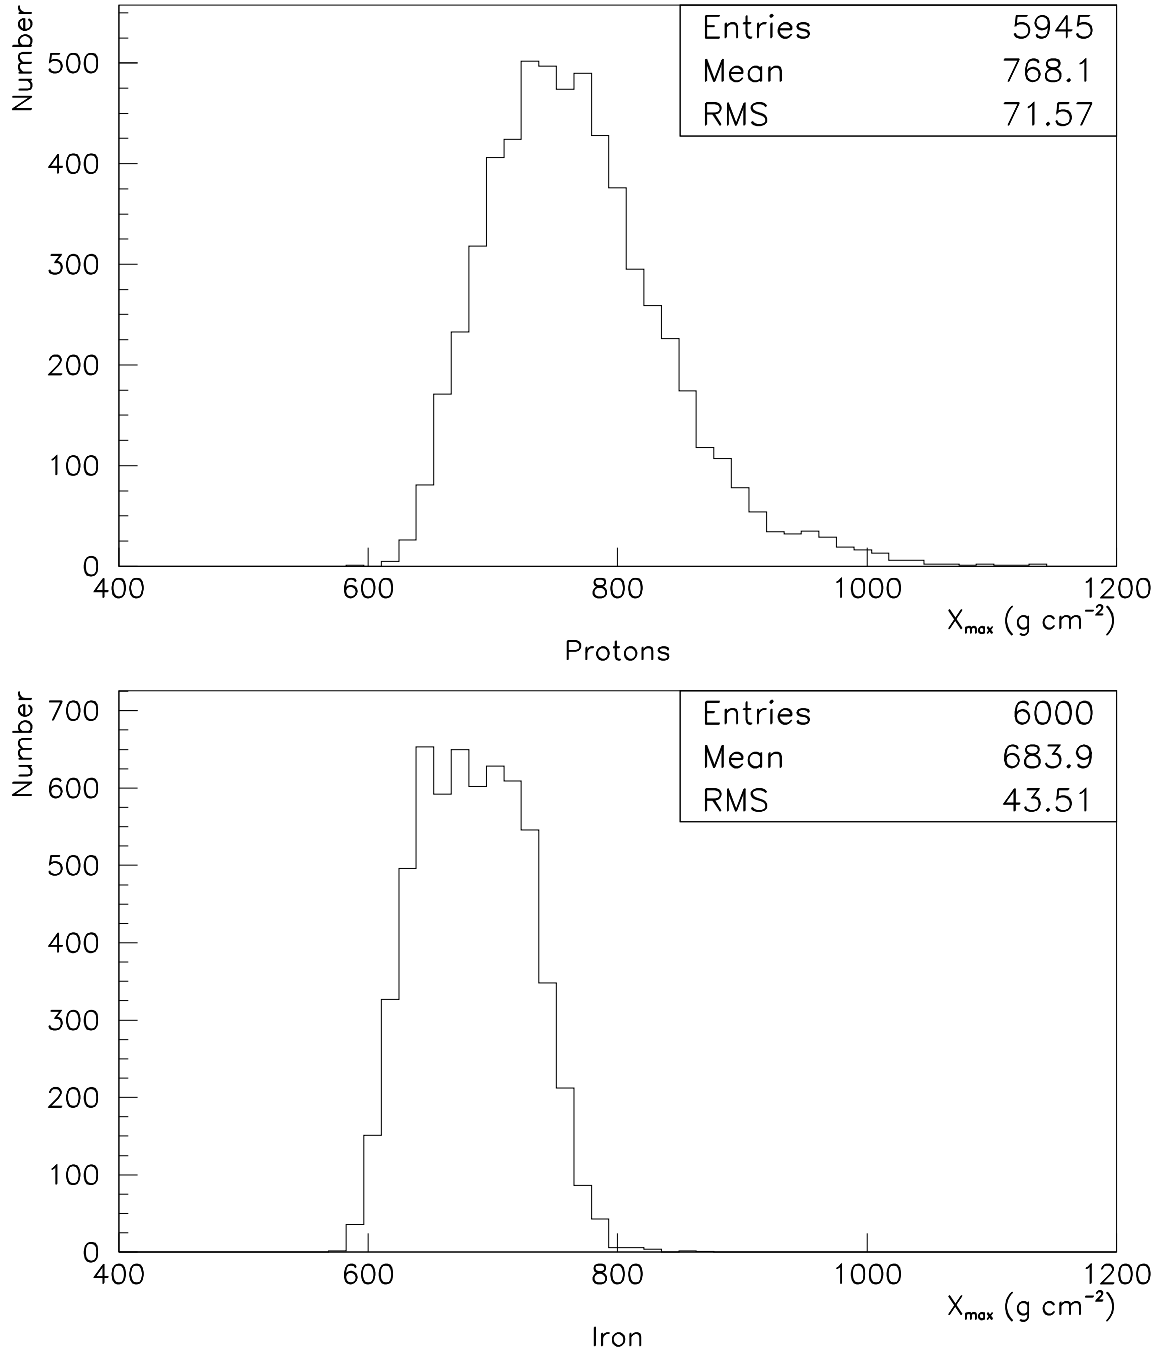 Number
Entries 5945
Mean 768.1
RMS 71.57
500
400
300
200
100
0
400 600 800 1000 1200
Xmax (g cm⁻²)
Protons
Number
Entries 6000
Mean 683.9
RMS 43.51
700
600
500
400
300
200
100
0
400 600 800 1000 1200
Xmax (g cm⁻²)
Iron